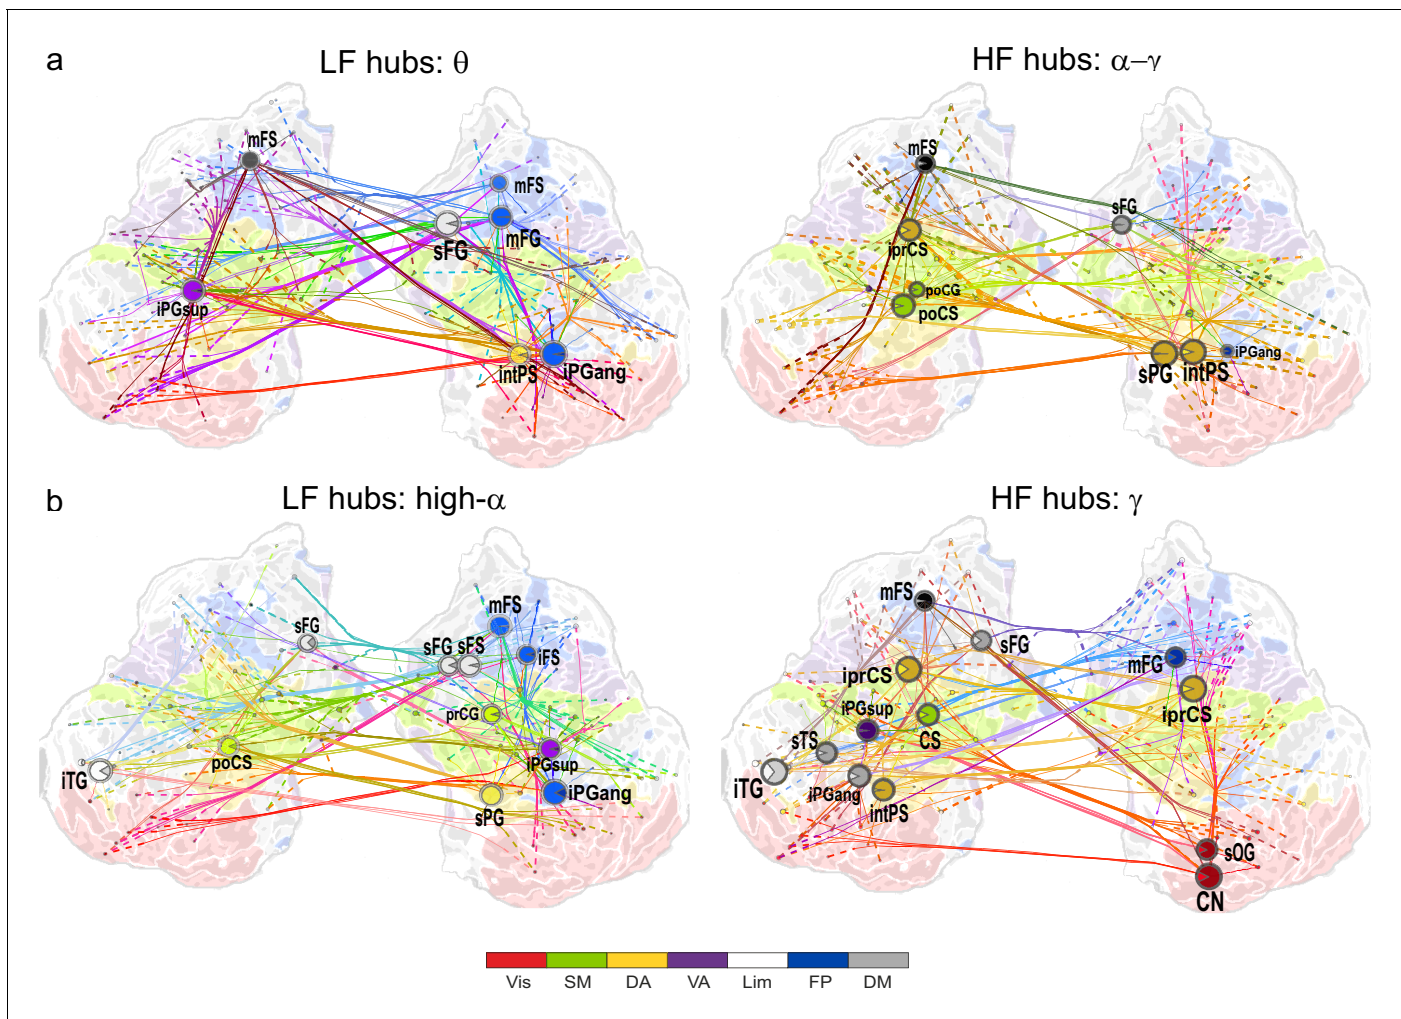 a
LF hubs: θ
HF hubs: α–γ
mFS
mFS
sFG
mFG
iPGsup
intPS
iPGang
mFS
sFG
iprCS
poCG
poCS
sPG
intPS
iPGang
b
LF hubs: high-α
HF hubs: γ
sFG
mFS
sFG
sFS
iFS
prCG
poCS
iTG
iPGsup
iPGang
sPG
mFS
sFG
mFG
iprCS
iprCS
iPGsup
CS
sTS
iTG
iPGang
intPS
sOG
CN
Vis SM DA VA Lim FP DM